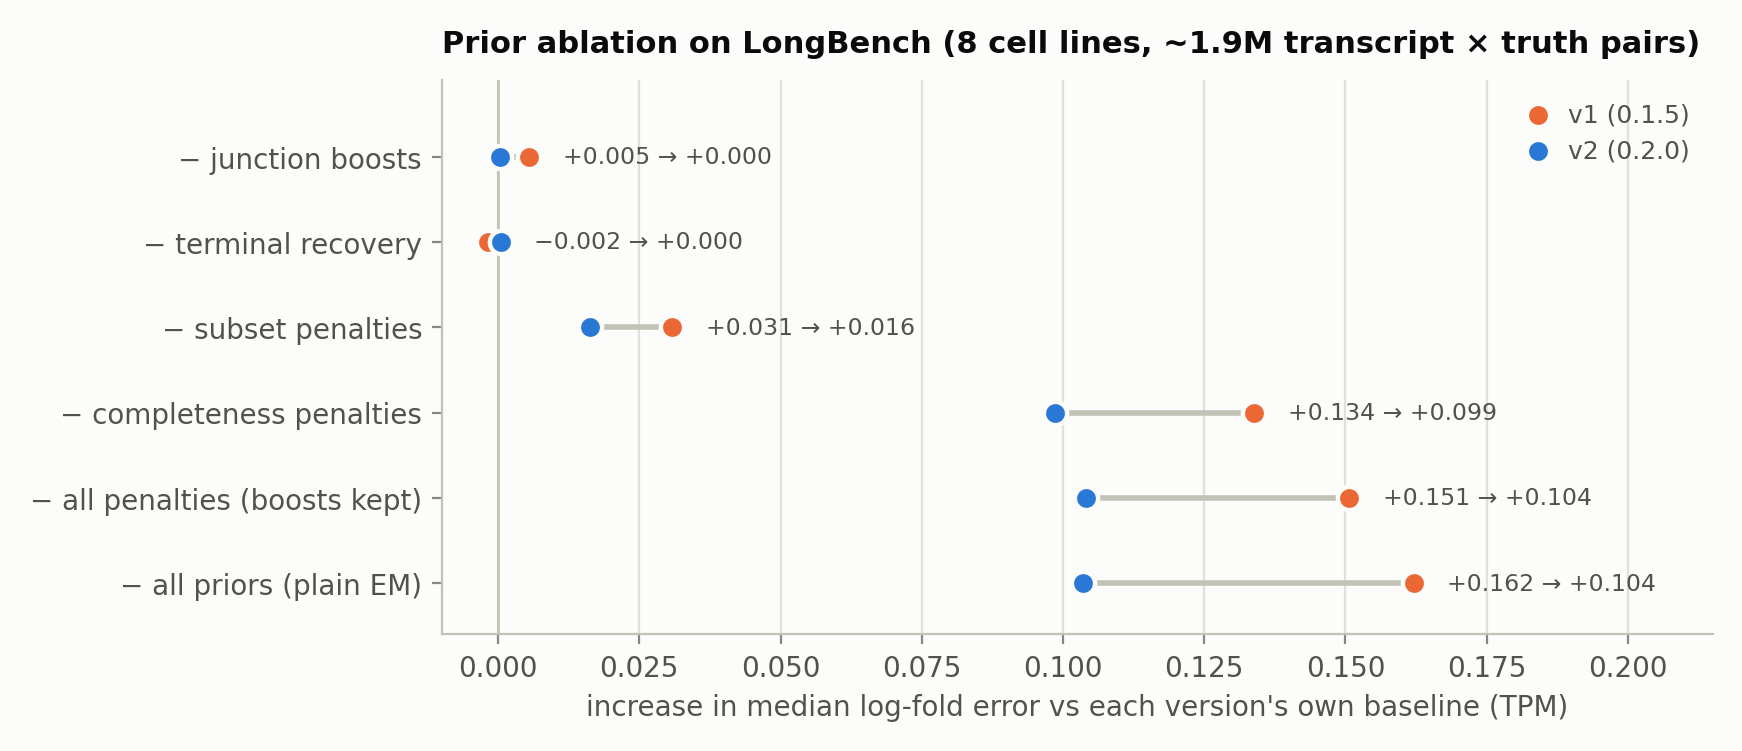 Prior ablation on LongBench (8 cell lines, ~1.9M transcript × truth pairs)
v1 (0.1.5)
v2 (0.2.0)
− junction boosts
+0.005 → +0.000
− terminal recovery
−0.002 → +0.000
− subset penalties
+0.031 → +0.016
− completeness penalties
+0.134 → +0.099
− all penalties (boosts kept)
+0.151 → +0.104
− all priors (plain EM)
+0.162 → +0.104
0.000 0.025 0.050 0.075 0.100 0.125 0.150 0.175 0.200
increase in median log-fold error vs each version's own baseline (TPM)